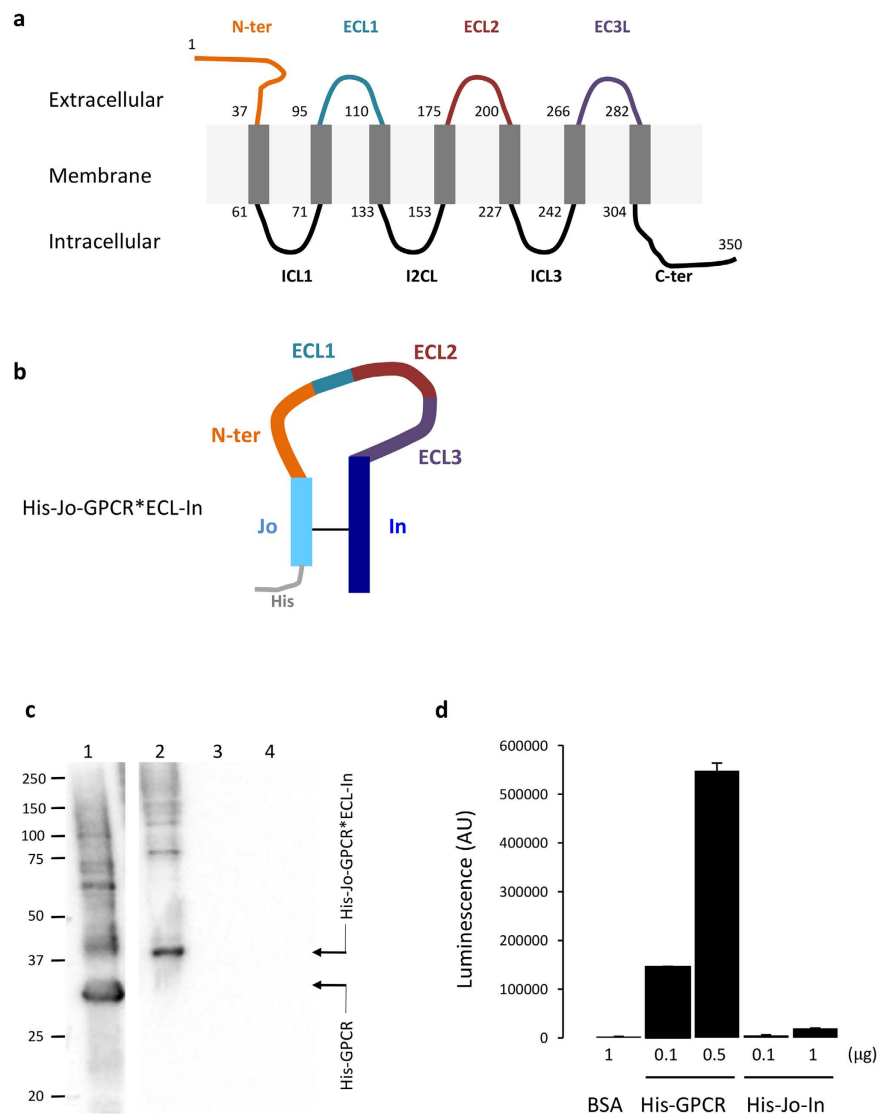 a
N-ter ECL1 ECL2 EC3L
1
Extracellular
37 95 110 175 200 266 282
Membrane
61 71 133 153 227 242 304
Intracellular
350
ICL1 I2CL ICL3 C-ter
b
ECL1 ECL2
N-ter
ECL3
His-Jo-GPCR*ECL-In
Jo In
His
c
1 2 3 4
250
150
100
75
50
37
25
20
His-Jo-GPCR*ECL-In
His-GPCR
d
Luminescence (AU)
600000
500000
400000
300000
200000
100000
0
1 0.1 0.5 0.1 1 (µg)
BSA His-GPCR His-Jo-In